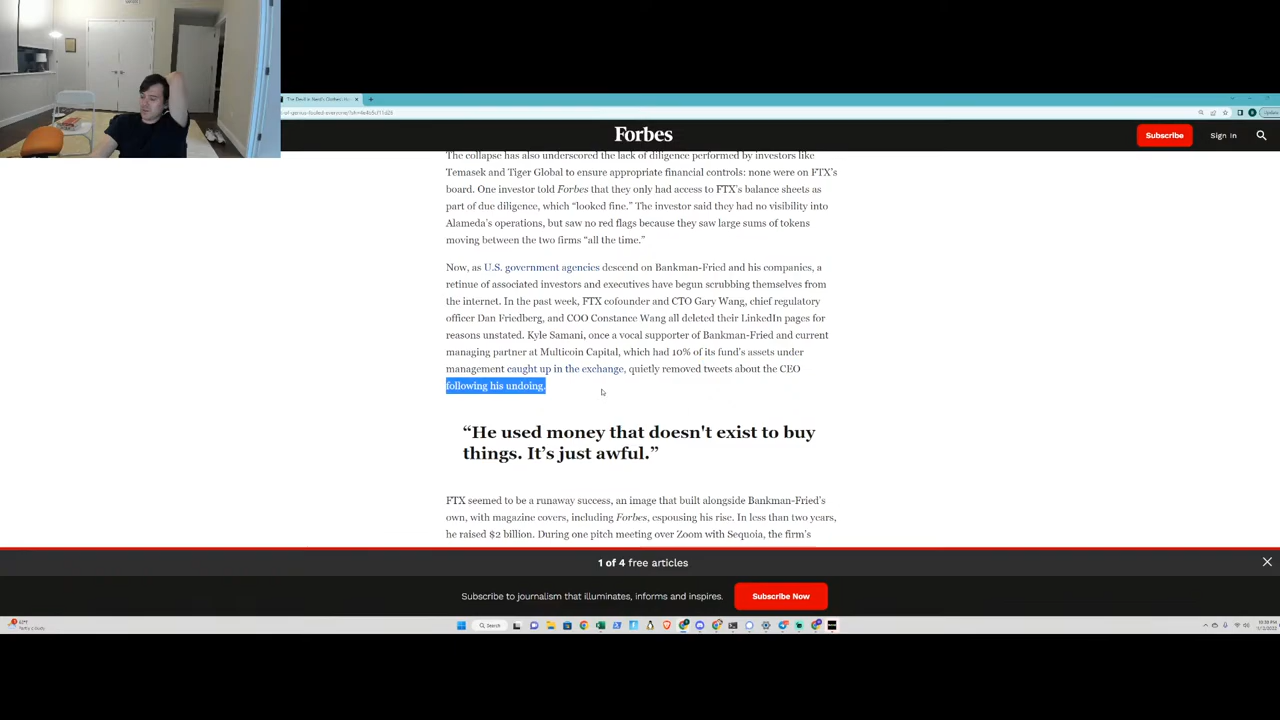 The Devil In Nerd's Clothes: Ho
Forbes
Subscribe
Sign In
The collapse has also underscored the lack of diligence performed by investors like
Temasek and Tiger Global to ensure appropriate financial controls: none were on FTX's
board. One investor told Forbes that they only had access to FTX's balance sheets as
part of due diligence, which “looked fine.” The investor said they had no visibility into
Alameda's operations, but saw no red flags because they saw large sums of tokens
moving between the two firms “all the time.”
Now, as U.S. government agencies descend on Bankman-Fried and his companies, a
retinue of associated investors and executives have begun scrubbing themselves from
the internet. In the past week, FTX cofounder and CTO Gary Wang, chief regulatory
officer Dan Friedberg, and COO Constance Wang all deleted their LinkedIn pages for
reasons unstated. Kyle Samani, once a vocal supporter of Bankman-Fried and current
managing partner at Multicoin Capital, which had 10% of its fund's assets under
management caught up in the exchange, quietly removed tweets about the CEO
following his undoing.
“He used money that doesn't exist to buy
things. It’s just awful.”
FTX seemed to be a runaway success, an image that built alongside Bankman-Fried’s
own, with magazine covers, including Forbes, espousing his rise. In less than two years,
he raised $2 billion. During one pitch meeting over Zoom with Sequoia, the firm’s
1 of 4 free articles
Subscribe to journalism that illuminates, informs and inspires.
Subscribe Now
Search